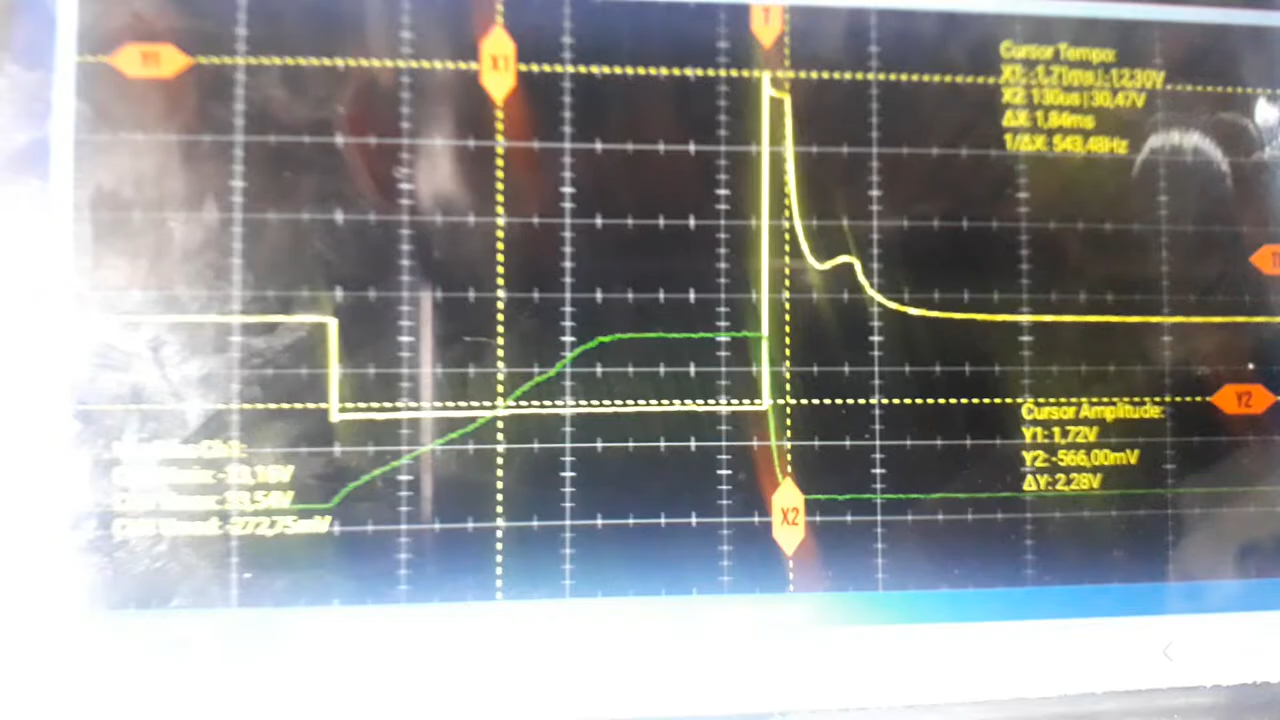 X1
Cursor Tempo:
X1: -1,71ms | -12,30V
X2: 130us | 30,47V
ΔX: 1,84ms
1/ΔX: 543,48Hz
Y2
Cursor Amplitude:
Y1: 1,72V
Y2: -566,00mV
ΔY: 2,28V
X2